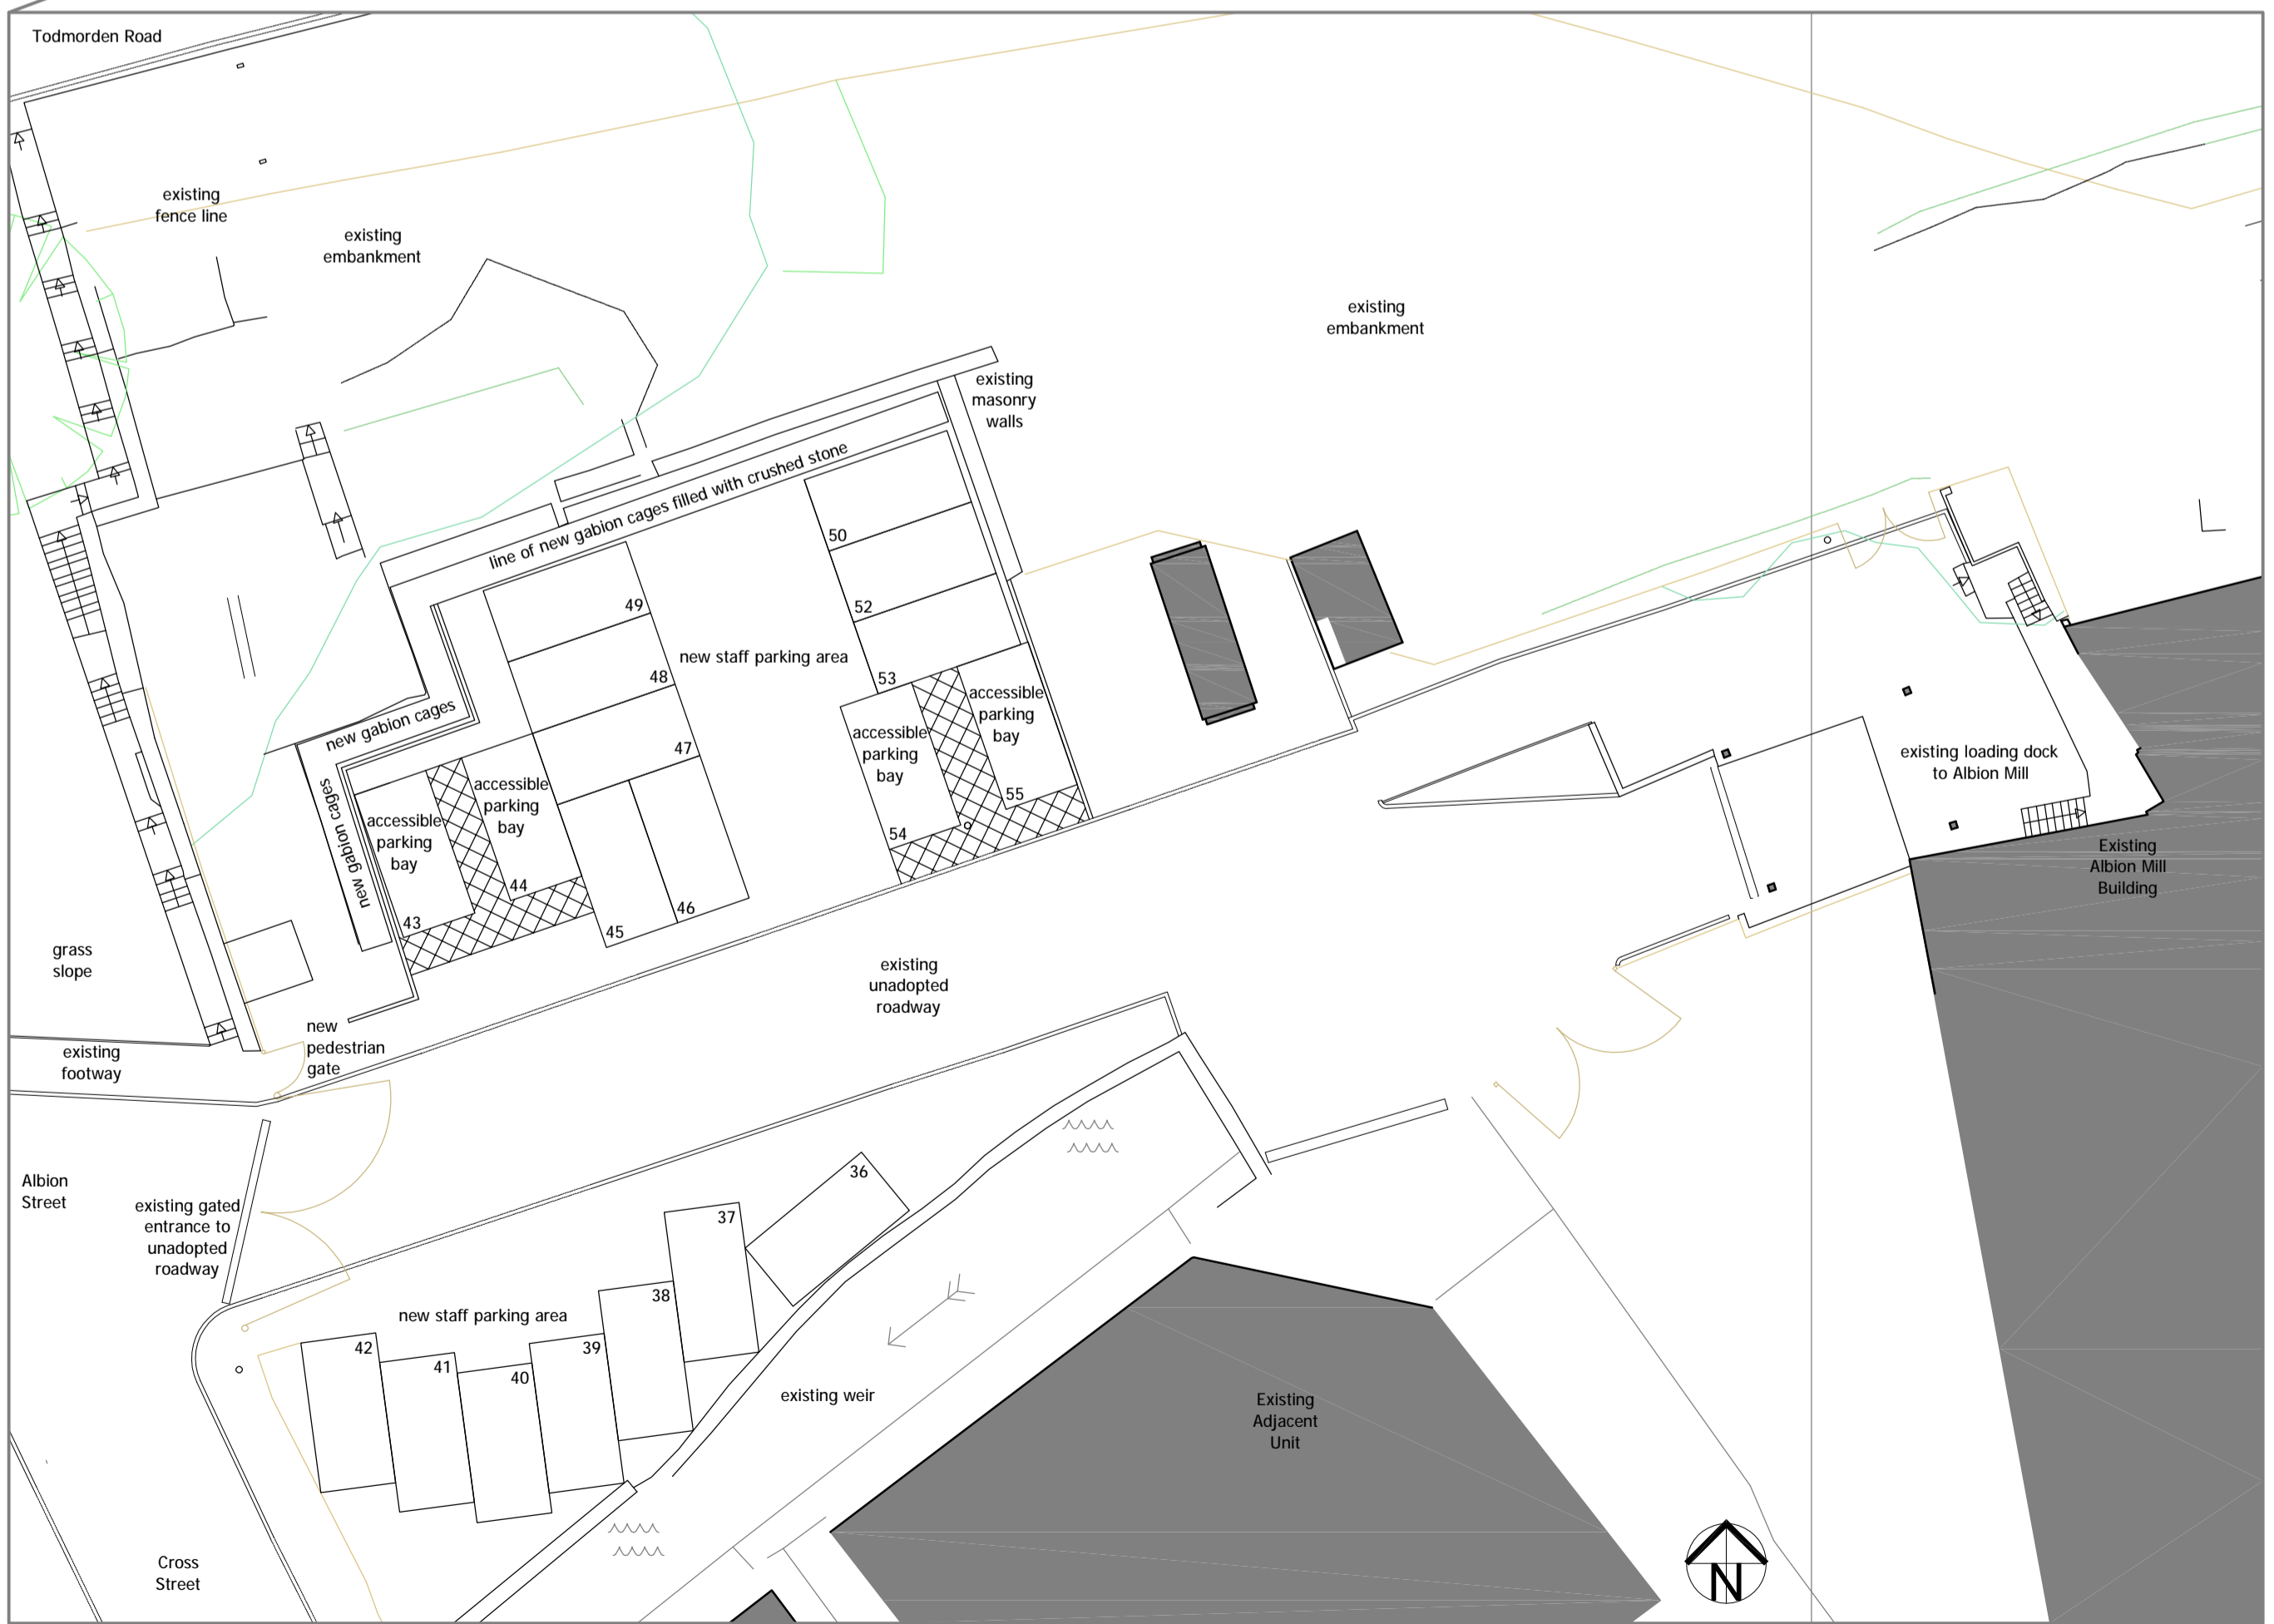 Todmorden Road
existing
fence line
existing
embankment
existing
embankment
existing
masonry
walls
line of new gabion cages filled with crushed stone
50
49
52
new staff parking area
48
53
accessible
parking
bay
new gabion cages
accessible
parking
bay
47
existing loading dock
to Albion Mill
accessible
parking
bay
55
new gabion cages
accessible
parking
bay
54
Existing
Albion Mill
Building
44
43
46
45
grass
slope
existing
unadopted
roadway
new
pedestrian
gate
existing
footway
36
Albion
Street
existing gated
entrance to
unadopted
roadway
37
38
new staff parking area
42
39
41
40
existing weir
Existing
Adjacent
Unit
Cross
Street
N